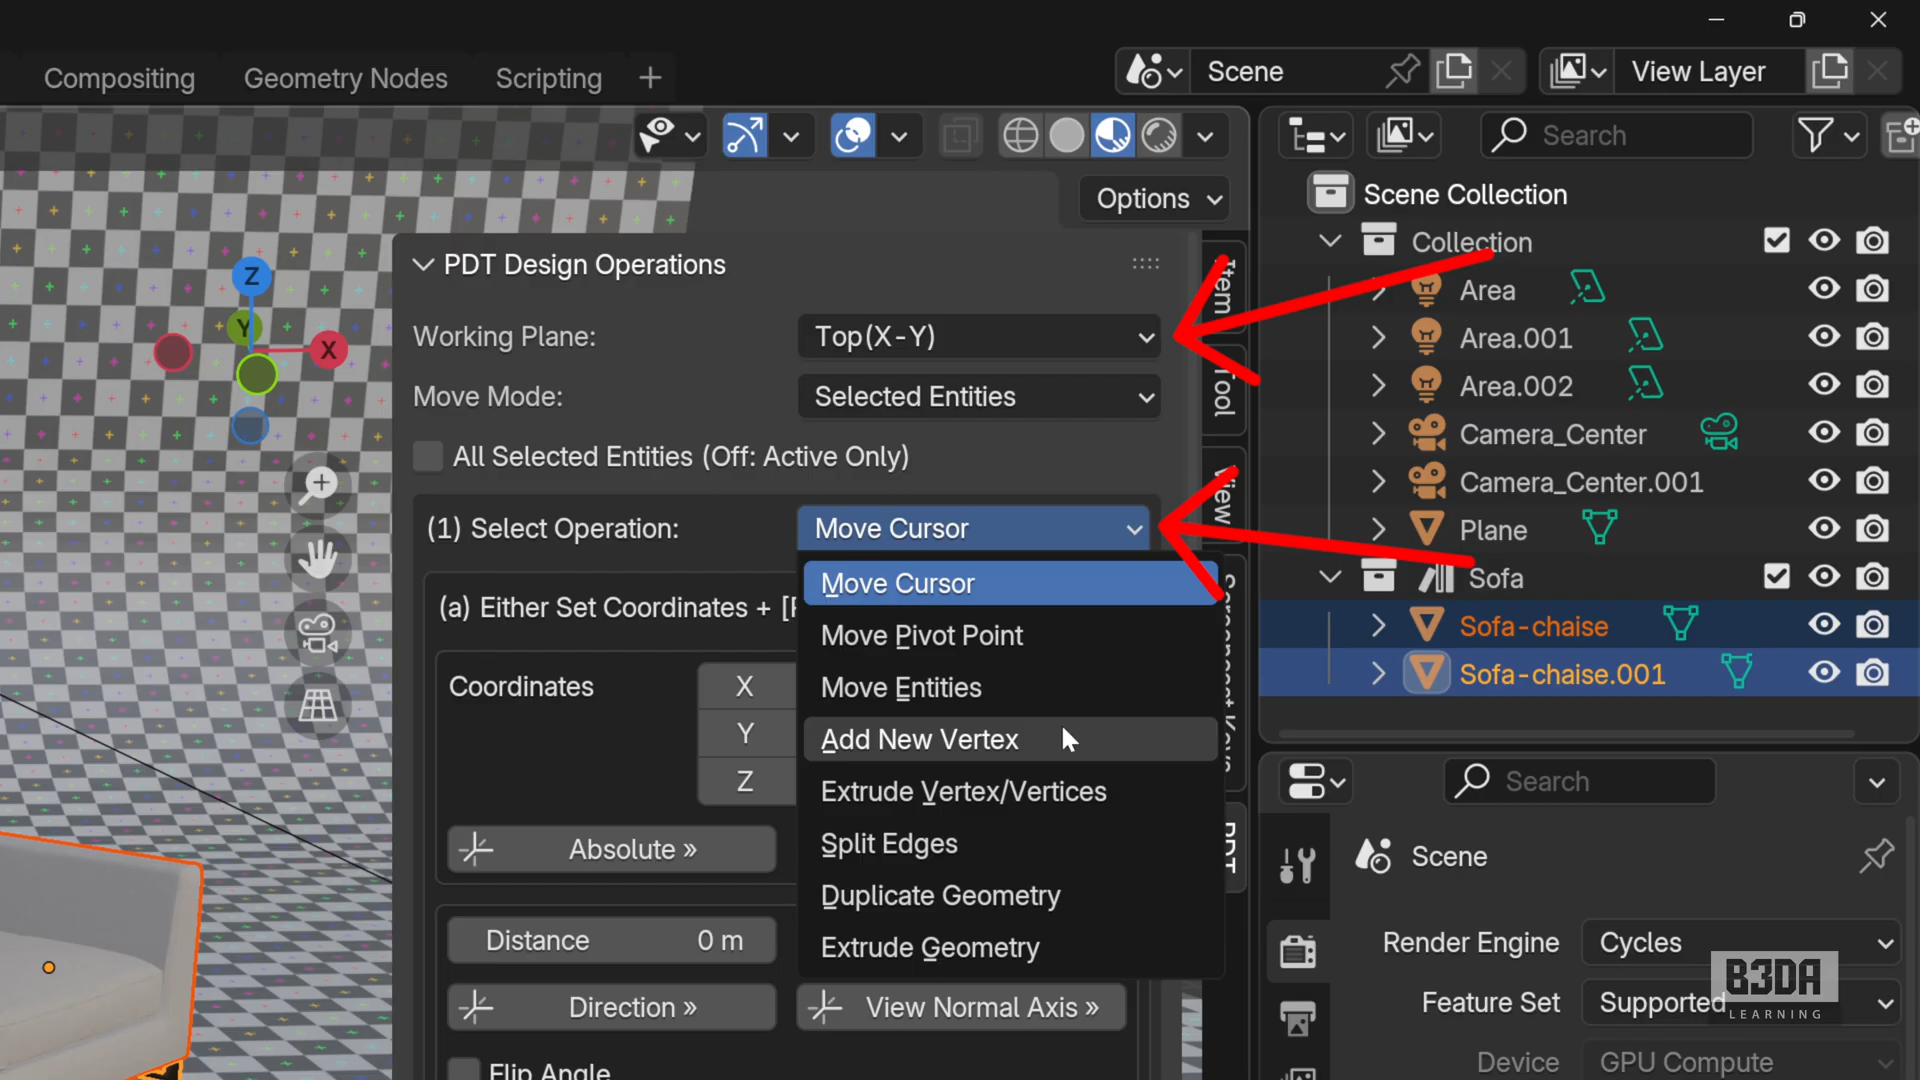 Compositing
Geometry Nodes
Scripting
Scene
View Layer
Search
Options
Scene Collection
PDT Design Operations
Item
Collection
Z
Area
Working Plane:
Top(X-Y)
Y
X
Area.001
Tool
Area.002
Move Mode:
Selected Entities
Camera_Center
All Selected Entities (Off: Active Only)
View
Camera_Center.001
(1) Select Operation:
Move Cursor
Plane
Move Cursor
Sofa
(a) Either Set Coordinates + [
Sofa-chaise
Move Pivot Point
Sofa-chaise.001
Coordinates
X
Move Entities
Y
Add New Vertex
Z
Extrude Vertex/Vertices
Search
Absolute »
Split Edges
PDT
Scene
Duplicate Geometry
Distance
0 m
Extrude Geometry
Render Engine
Cycles
B3DA
LEARNING
Direction »
View Normal Axis »
Feature Set
Supported
Flip Angle
Device
GPU Compute